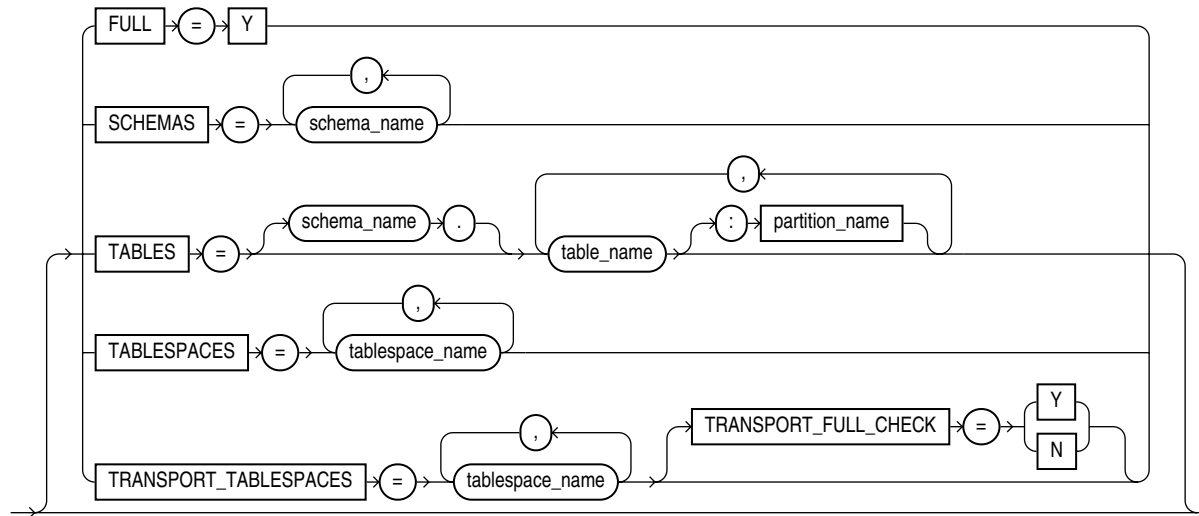 FULL = Y
,
SCHEMAS = schema_name
,
schema_name .
TABLES = table_name : partition_name
,
TABLESPACES = tablespace_name
,
TRANSPORT_FULL_CHECK = Y
N
TRANSPORT_TABLESPACES = tablespace_name